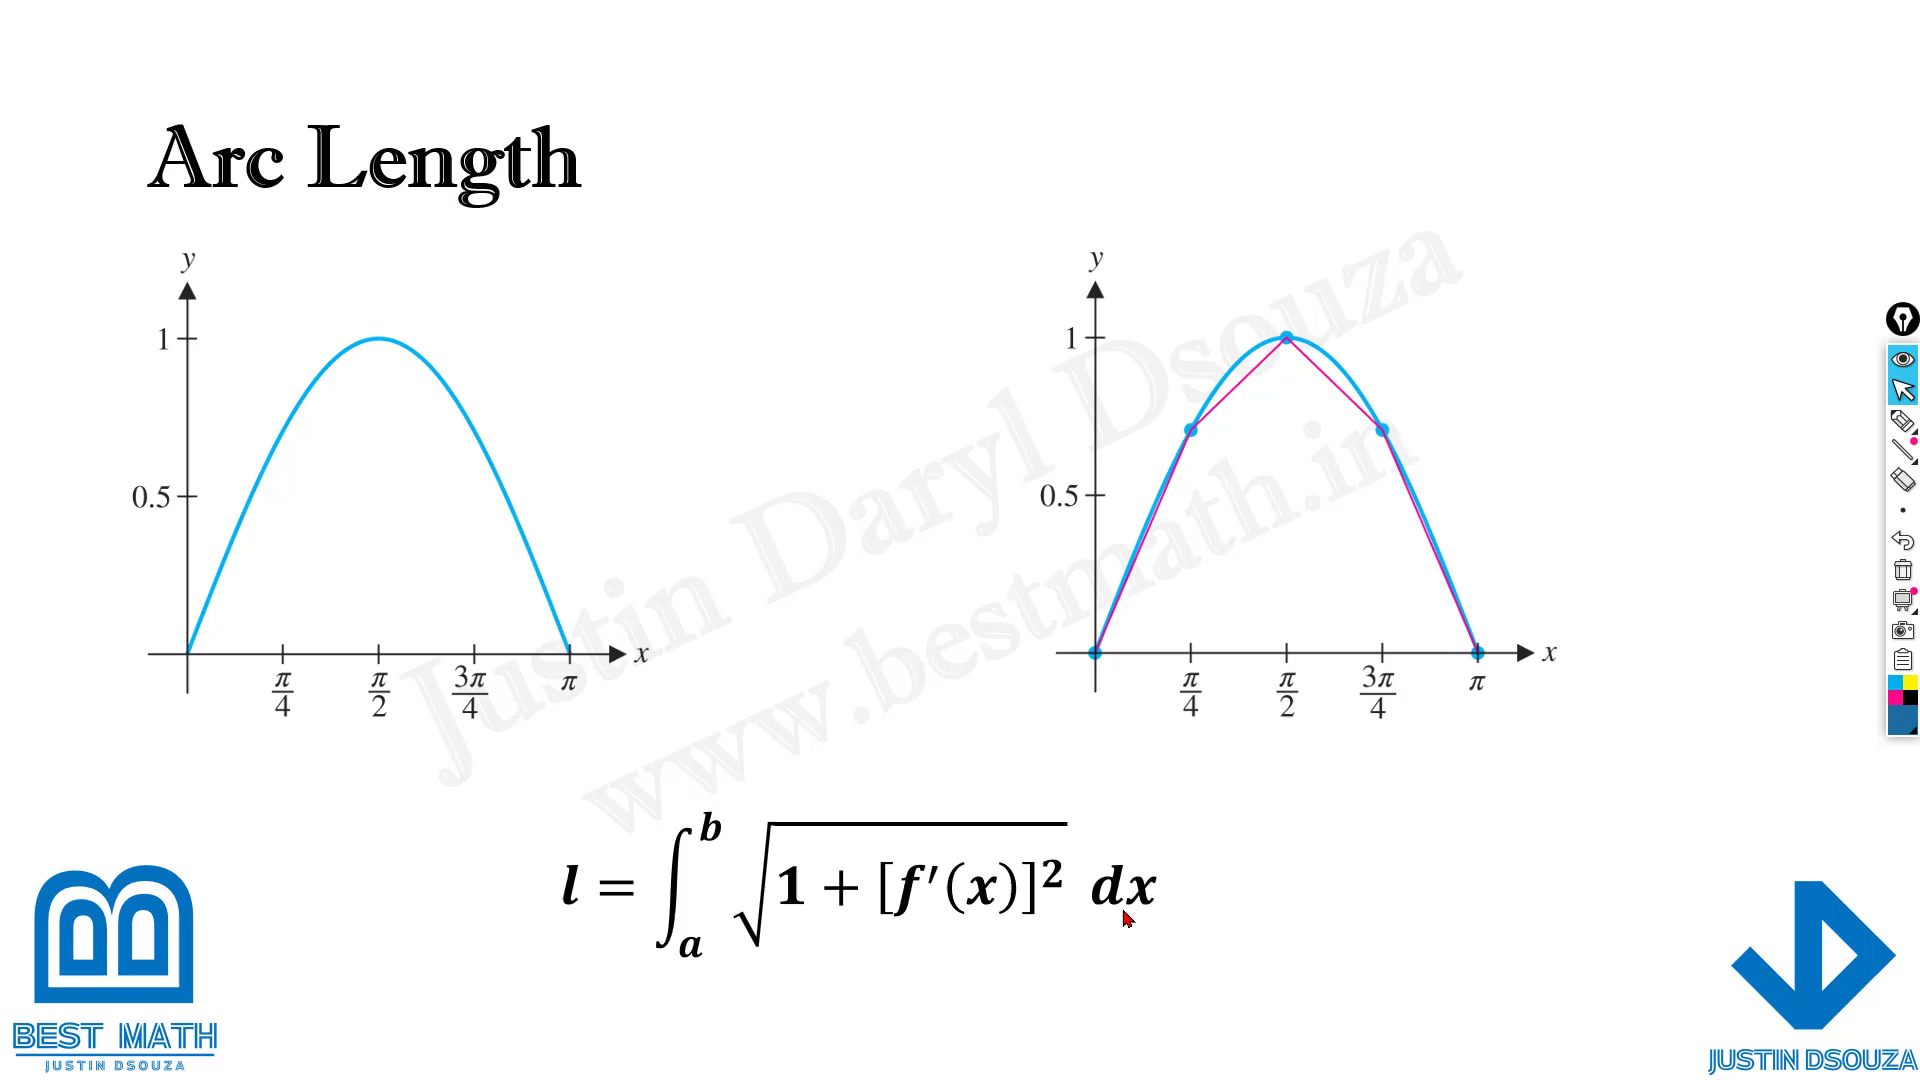 Arc Length
y
1
0.5
π/4
π/2
3π/4
π
x
y
1
0.5
π/4
π/2
3π/4
π
x
Justin Daryl Dsouza
www.bestmath.in
l = ∫_a^b √(1 + [f′(x)]²) dx
BEST MATH
JUSTIN DSOUZA
JUSTIN DSOUZA